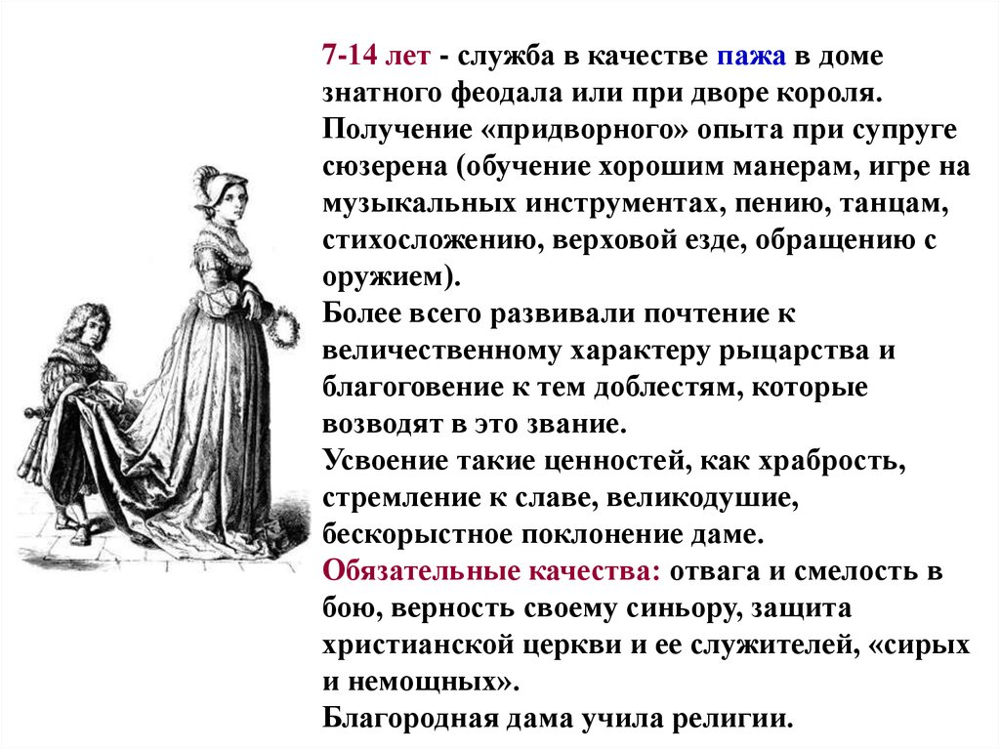 7-14 лет - служба в качестве пажа в доме
знатного феодала или при дворе короля.
Получение «придворного» опыта при супруге
сюзерена (обучение хорошим манерам, игре на
музыкальных инструментах, пению, танцам,
стихосложению, верховой езде, обращению с
оружием).
Более всего развивали почтение к
величественному характеру рыцарства и
благоговение к тем доблестям, которые
возводят в это звание.
Усвоение такие ценностей, как храбрость,
стремление к славе, великодушие,
бескорыстное поклонение даме.
Обязательные качества: отвага и смелость в
бою, верность своему синьору, защита
христианской церкви и ее служителей, «сирых
и немощных».
Благородная дама учила религии.